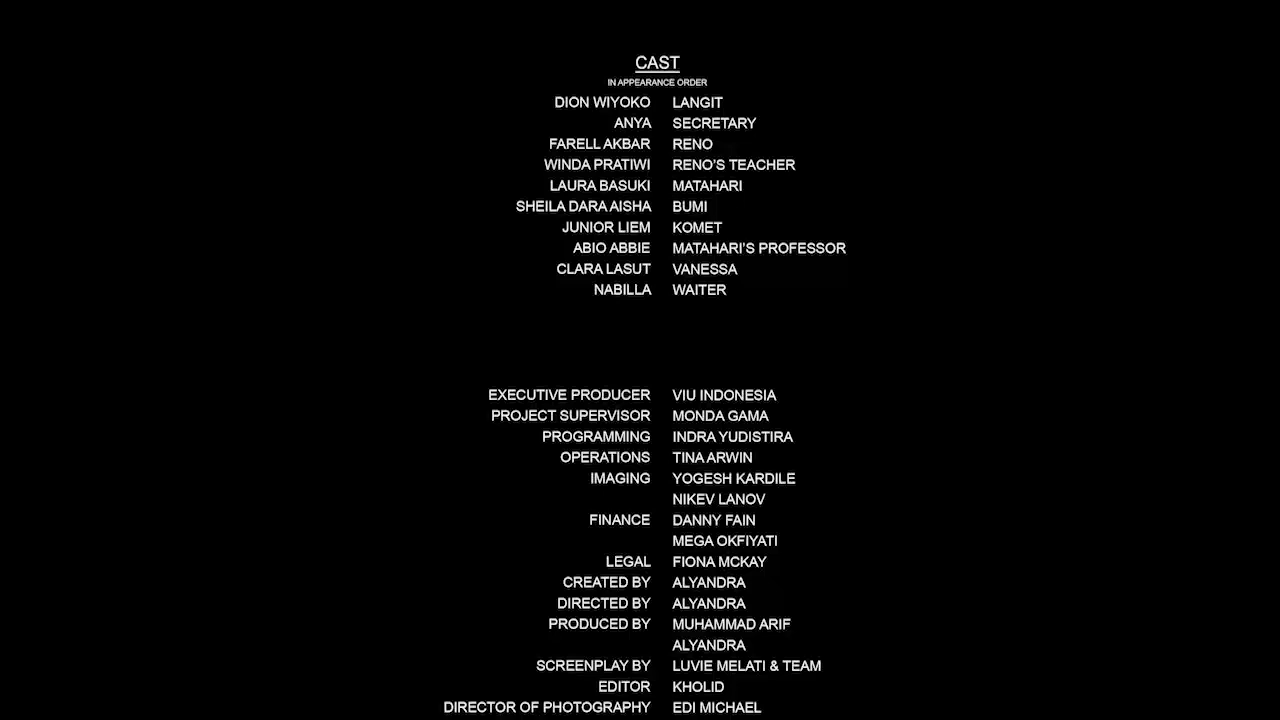 CAST
IN APPEARANCE ORDER
DION WIYOKO LANGIT
ANYA SECRETARY
FARELL AKBAR RENO
WINDA PRATIWI RENO'S TEACHER
LAURA BASUKI MATAHARI
SHEILA DARA AISHA BUMI
JUNIOR LIEM KOMET
ABIO ABBIE MATAHARI'S PROFESSOR
CLARA LASUT VANESSA
NABILLA WAITER
EXECUTIVE PRODUCER VIU INDONESIA
PROJECT SUPERVISOR MONDA GAMA
PROGRAMMING INDRA YUDISTIRA
OPERATIONS TINA ARWIN
IMAGING YOGESH KARDILE
NIKEV LANOV
FINANCE DANNY FAIN
MEGA OKFIYATI
LEGAL FIONA MCKAY
CREATED BY ALYANDRA
DIRECTED BY ALYANDRA
PRODUCED BY MUHAMMAD ARIF
ALYANDRA
SCREENPLAY BY LUVIE MELATI & TEAM
EDITOR KHOLID
DIRECTOR OF PHOTOGRAPHY EDI MICHAEL